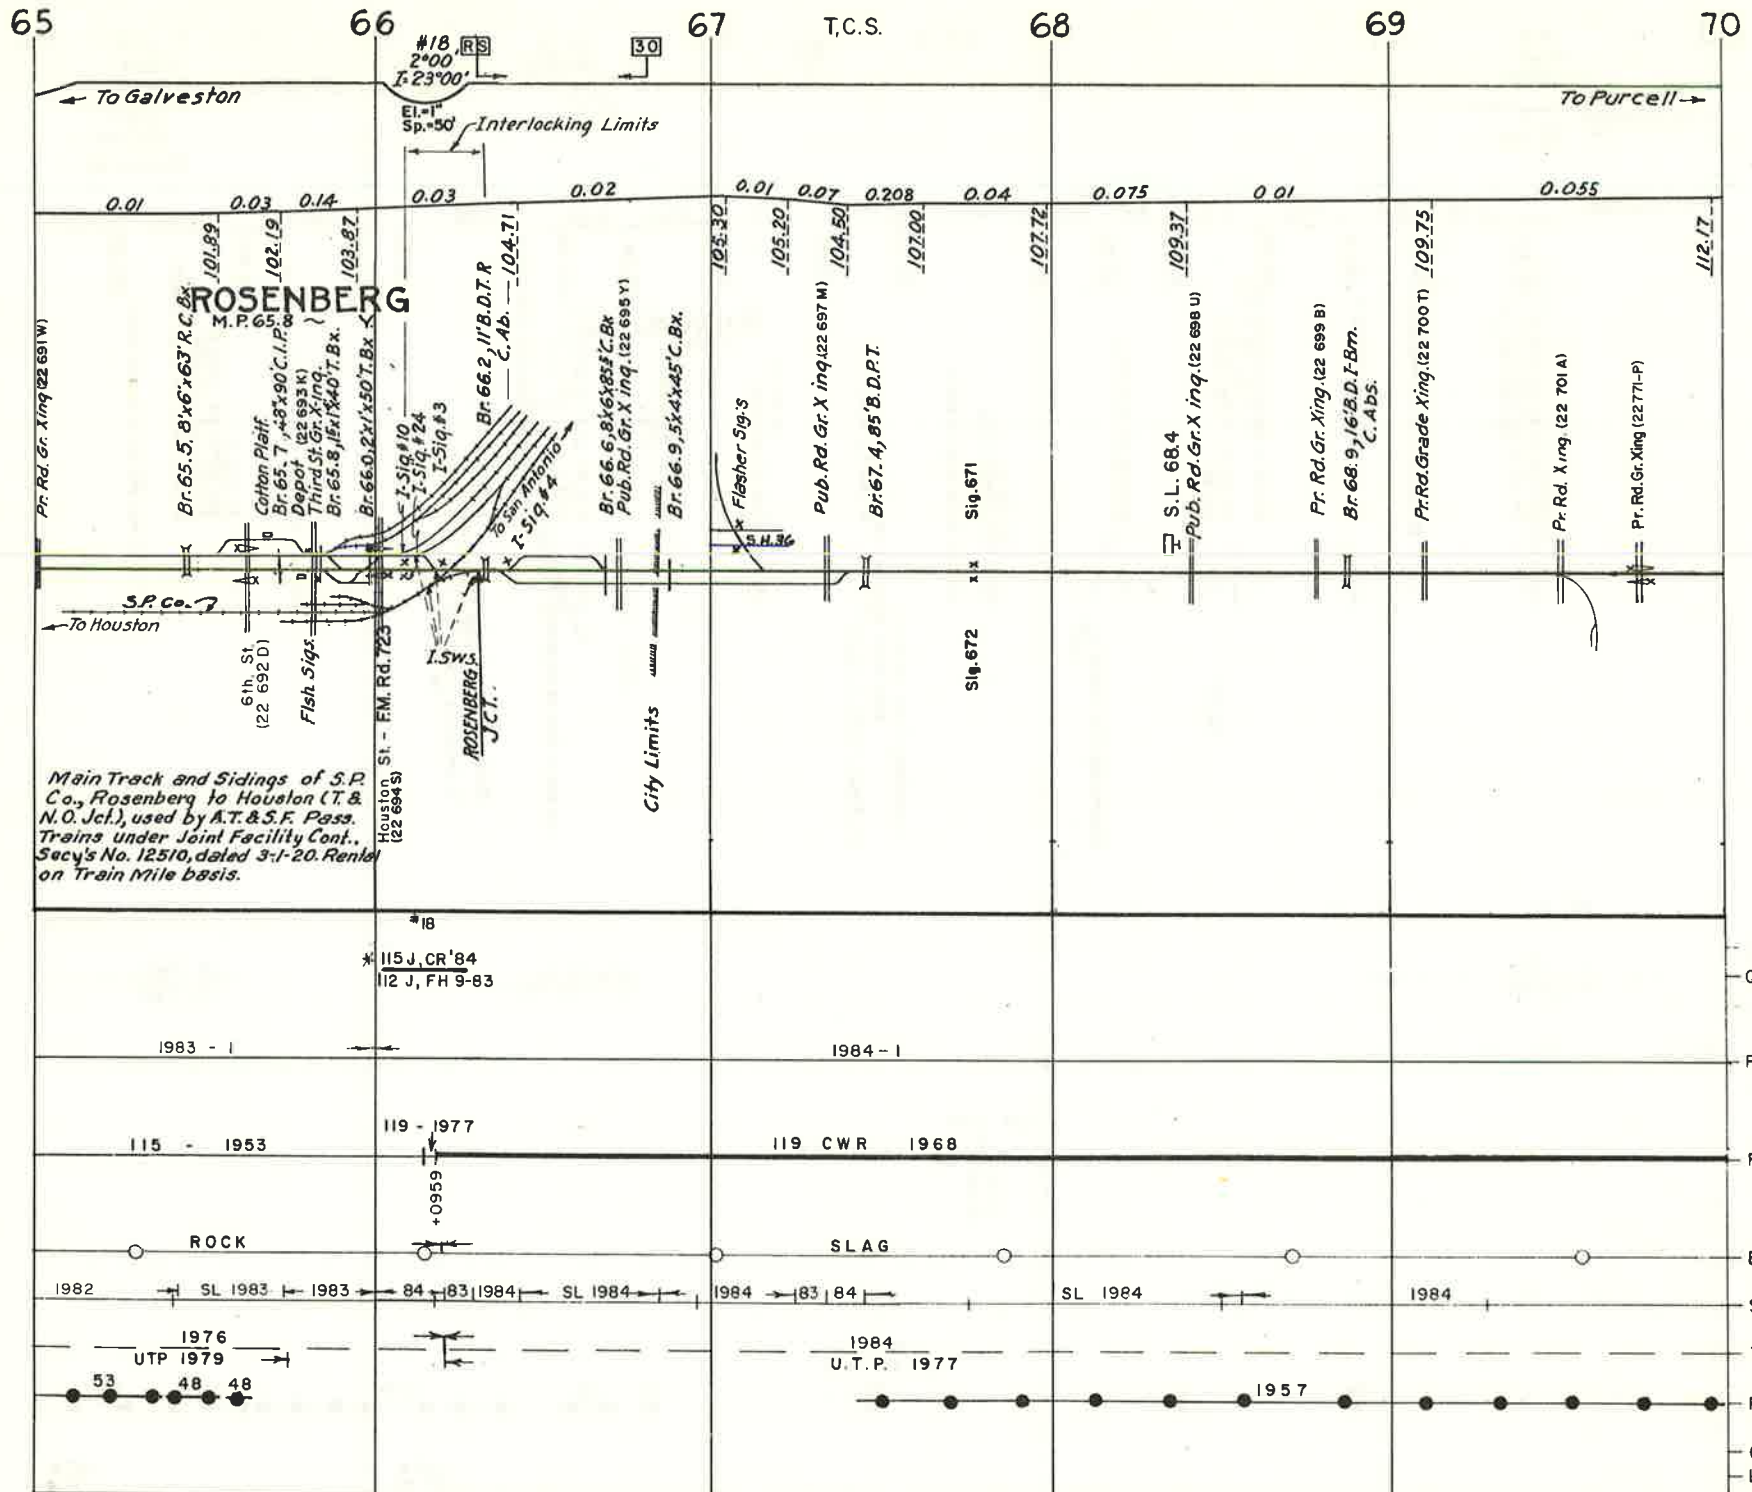 65 66 67 T.C.S. 68 69 70
#18
2°00
I=23°00'
RS
30
← To Galveston
To Purcell →
El.=1"
Sp.=50'
Interlocking Limits
0.01 0.03 0.14 0.03 0.02 0.01 0.07 0.208 0.04 0.075 0.01 0.055
101.89
102.19
103.87
104.71
105.30
105.20
104.50
107.00
107.72
109.37
109.75
112.17
ROSENBERG
M.P. 65.8
Pr. Rd. Gr. Xing (22 691 W)
Br. 65.5, 8'x6'x63' R.C. Bx.
Cotton Platf.
Br. 65.7, 48"x90' C.I.P.
Depot (22 693 K)
Third St. Gr. X-ing.
Br. 65.8, 1'x1'x40' T. Bx.
Br. 66.0, 2'x1'x50' T. Bx.
I-Sig. #10
I-Sig. #24
I-Sig. #3
Br. 66.2, 11' B.D.T.R
C. Ab.
To San Antonio
I-Sig. #4
Br. 66.6, 8'x6'x85' C. Bx
Pub. Rd. Gr. X ing. (22 695 Y)
Br. 66.9, 5'x4'x45' C. Bx.
Flasher Sig's
S.H. 36
Pub. Rd. Gr. X ing (22 697 M)
Br. 67.4, 85' B.D.P.T.
Sig. 671
Sig. 672
S.L. 68.4
Pub. Rd. Gr. X ing. (22 698 U)
Pr. Rd. Gr. Xing. (22 699 B)
Br. 68.9, 16' B.D. I-Bm.
C. Abs.
Pr. Rd. Grade Xing. (22 700 T)
Pr. Rd. Xing. (22 701 A)
Pr. Rd. Gr. Xing (22771-P)
S.P. Co.
← To Houston
6th. St.
(22 692 D)
Flsh Sigs.
Houston St. - F.M. Rd. 723
(22 694 S)
I. SWS.
ROSENBERG
JCT.
City Limits
Main Track and Sidings of S.P.
Co., Rosenberg to Houston (T. &
N.O. Jct.), used by A.T. & S.F. Pass.
Trains under Joint Facility Cont.,
Secy's No. 12510, dated 3-1-20. Rental
on Train Mile basis.
#18
115 J, CR '84
112 J, FH 9-83
1983 - 1 1984 - 1
119 - 1977
115 - 1953 119 CWR 1968
+0959
ROCK SLAG
1982 SL 1983 1983 84 83 1984 SL 1984 1984 83 84 SL 1984 1984
1976 1984
UTP 1979 U.T.P. 1977
53 48 48 1957